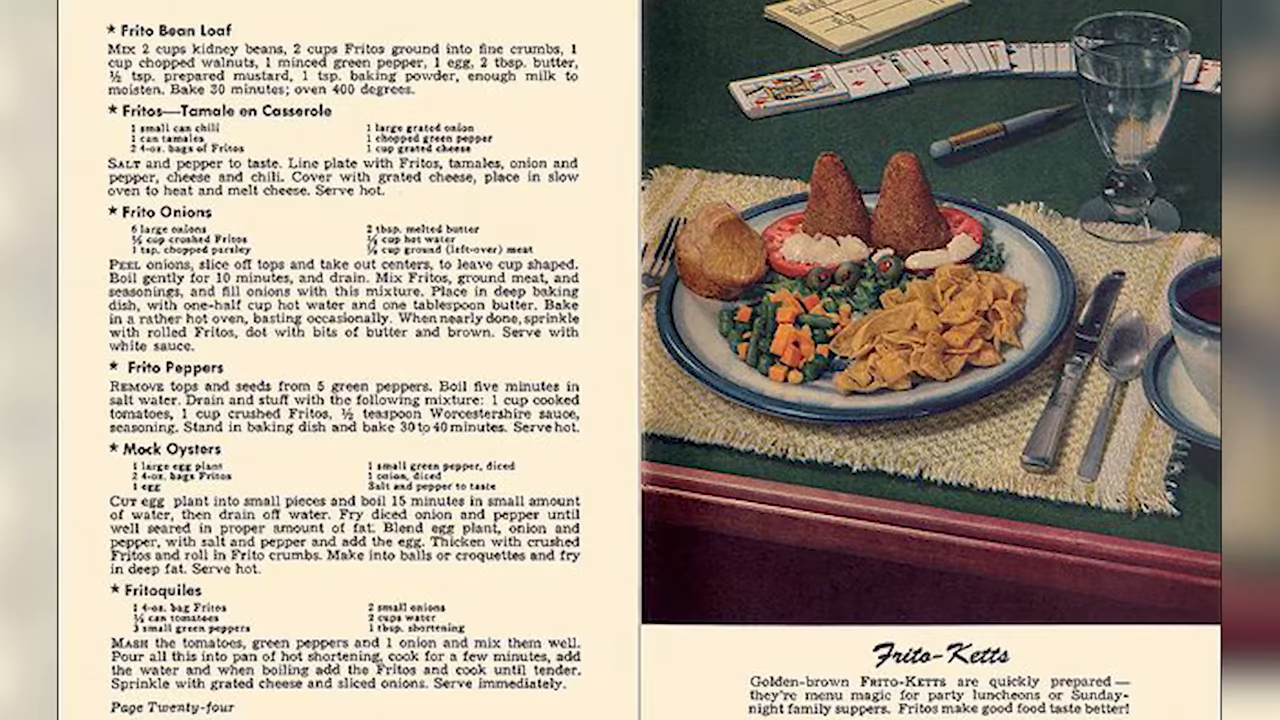 ★ Frito Bean Loaf
MIX 2 cups kidney beans, 2 cups Fritos ground into fine crumbs, 1
cup chopped walnuts, 1 minced green pepper, 1 egg, 2 tbsp. butter,
½ tsp. prepared mustard, 1 tsp. baking powder, enough milk to
moisten. Bake 30 minutes; oven 400 degrees.
★ Fritos—Tamale en Casserole
1 small can chili
1 can tamales
2 4-oz. bags of Fritos
1 large grated onion
1 chopped green pepper
1 cup grated cheese
SALT and pepper to taste. Line plate with Fritos, tamales, onion and
pepper, cheese and chili. Cover with grated cheese, place in slow
oven to heat and melt cheese. Serve hot.
★ Frito Onions
6 large onions
cup crushed Fritos
1 tsp. chopped parsley
2 tbsp. melted butter
cup hot water
cup ground (left-over) meat
PEEL onions, slice off tops and take out centers, to leave cup shaped.
Boil gently for 10 minutes, and drain. Mix Fritos, ground meat, and
seasonings, and fill onions with this mixture. Place in deep baking
dish, with one-half cup hot water and one tablespoon butter. Bake
in a rather hot oven, basting occasionally. When nearly done, sprinkle
with rolled Fritos, dot with bits of butter and brown. Serve with
white sauce.
★ Frito Peppers
REMOVE tops and seeds from 5 green peppers. Boil five minutes in
salt water. Drain and stuff with the following mixture: 1 cup cooked
tomatoes, 1 cup crushed Fritos, ½ teaspoon Worcestershire sauce,
seasoning. Stand in baking dish and bake 30 to 40 minutes. Serve hot.
★ Mock Oysters
1 large egg plant
2 4-oz. bags Fritos
1 egg
1 small green pepper, diced
1 onion, diced
Salt and pepper to taste
CUT egg plant into small pieces and boil 15 minutes in small amount
of water, then drain off water. Fry diced onion and pepper until
well seared in proper amount of fat. Blend egg plant, onion and
pepper, with salt and pepper and add the egg. Thicken with crushed
Fritos and roll in Frito crumbs. Make into balls or croquettes and fry
in deep fat. Serve hot.
★ Fritoquiles
1 4-oz. bag Fritos
½ can tomatoes
3 small green peppers
2 small onions
2 cups water
1 tbsp. shortening
MASH the tomatoes, green peppers and 1 onion and mix them well.
Pour all this into pan of hot shortening, cook for a few minutes, add
the water and when boiling add the Fritos and cook until tender.
Sprinkle with grated cheese and sliced onions. Serve immediately.
Page Twenty-four
Frito-Ketts
Golden-brown FRITO-KETTS are quickly prepared —
they're menu magic for party luncheons or Sunday-
night family suppers. Fritos make good food taste better!